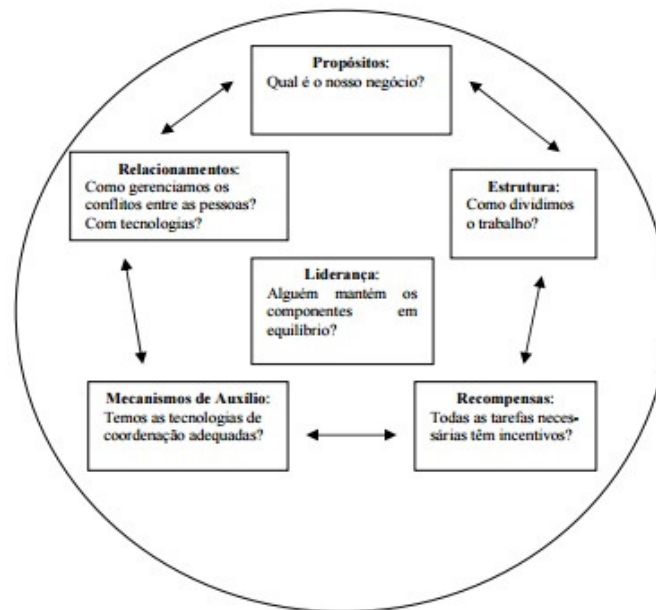 Propósitos:
Qual é o nosso negócio?
Relacionamentos:
Como gerenciamos os
conflitos entre as pessoas?
Com tecnologias?
Estrutura:
Como dividimos
o trabalho?
Liderança:
Alguém mantém os
componentes em
equilíbrio?
Mecanismos de Auxílio:
Temos as tecnologias de
coordenação adequadas?
Recompensas:
Todas as tarefas neces-
sárias têm incentivos?